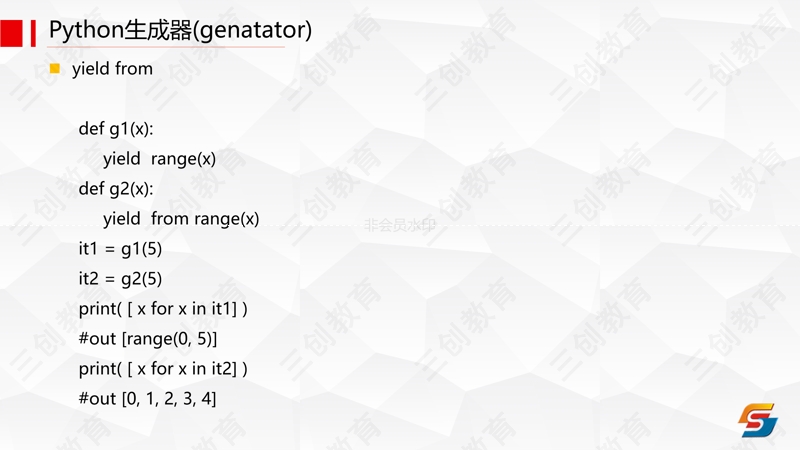 Python生成器(genatator)
yield from
def g1(x):
yield range(x)
def g2(x):
yield from range(x)
it1 = g1(5)
it2 = g2(5)
print( [ x for x in it1] )
#out [range(0, 5)]
print( [ x for x in it2] )
#out [0, 1, 2, 3, 4]
非会员水印
三创教育